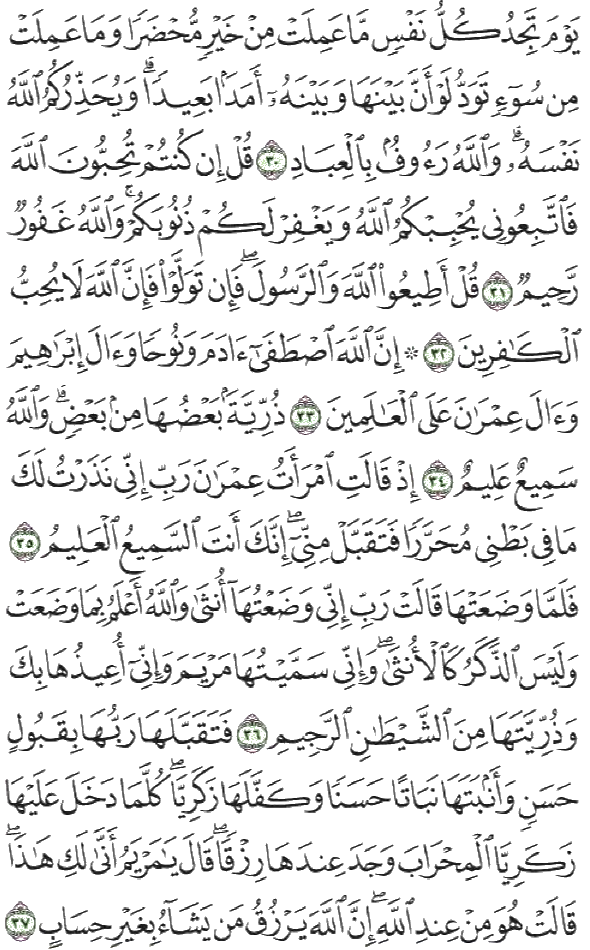 يَوْمَ تَجِدُ كُلُّ نَفْسٍ مَّا عَمِلَتْ مِنْ خَيْرٍ مُّحْضَرًا وَمَا عَمِلَتْ
مِن سُوٓءٍ تَوَدُّ لَوْ أَنَّ بَيْنَهَا وَبَيْنَهُۥٓ أَمَدًۢا بَعِيدًا ۗ وَيُحَذِّرُكُمُ ٱللَّهُ
نَفْسَهُۥ ۗ وَٱللَّهُ رَءُوفٌۢ بِٱلْعِبَادِ ٣٠ قُلْ إِن كُنتُمْ تُحِبُّونَ ٱللَّهَ
فَٱتَّبِعُونِى يُحْبِبْكُمُ ٱللَّهُ وَيَغْفِرْ لَكُمْ ذُنُوبَكُمْ ۗ وَٱللَّهُ غَفُورٌ
رَّحِيمٌ ٣١ قُلْ أَطِيعُوا۟ ٱللَّهَ وَٱلرَّسُولَ ۖ فَإِن تَوَلَّوْا۟ فَإِنَّ ٱللَّهَ لَا يُحِبُّ
ٱلْكَٰفِرِينَ ٣٢ ۞ إِنَّ ٱللَّهَ ٱصْطَفَىٰٓ ءَادَمَ وَنُوحًا وَءَالَ إِبْرَٰهِيمَ
وَءَالَ عِمْرَٰنَ عَلَى ٱلْعَٰلَمِينَ ٣٣ ذُرِّيَّةًۢ بَعْضُهَا مِنۢ بَعْضٍ ۗ وَٱللَّهُ
سَمِيعٌ عَلِيمٌ ٣٤ إِذْ قَالَتِ ٱمْرَأَتُ عِمْرَٰنَ رَبِّ إِنِّى نَذَرْتُ لَكَ
مَا فِى بَطْنِى مُحَرَّرًا فَتَقَبَّلْ مِنِّىٓ ۖ إِنَّكَ أَنتَ ٱلسَّمِيعُ ٱلْعَلِيمُ ٣٥
فَلَمَّا وَضَعَتْهَا قَالَتْ رَبِّ إِنِّى وَضَعْتُهَآ أُنثَىٰ وَٱللَّهُ أَعْلَمُ بِمَا وَضَعَتْ
وَلَيْسَ ٱلذَّكَرُ كَٱلْأُنثَىٰ ۖ وَإِنِّى سَمَّيْتُهَا مَرْيَمَ وَإِنِّىٓ أُعِيذُهَا بِكَ
وَذُرِّيَّتَهَا مِنَ ٱلشَّيْطَٰنِ ٱلرَّجِيمِ ٣٦ فَتَقَبَّلَهَا رَبُّهَا بِقَبُولٍ
حَسَنٍ وَأَنۢبَتَهَا نَبَاتًا حَسَنًا وَكَفَّلَهَا زَكَرِيَّا ۖ كُلَّمَا دَخَلَ عَلَيْهَا
زَكَرِيَّا ٱلْمِحْرَابَ وَجَدَ عِندَهَا رِزْقًا ۖ قَالَ يَٰمَرْيَمُ أَنَّىٰ لَكِ هَٰذَا ۖ
قَالَتْ هُوَ مِنْ عِندِ ٱللَّهِ ۖ إِنَّ ٱللَّهَ يَرْزُقُ مَن يَشَآءُ بِغَيْرِ حِسَابٍ ٣٧